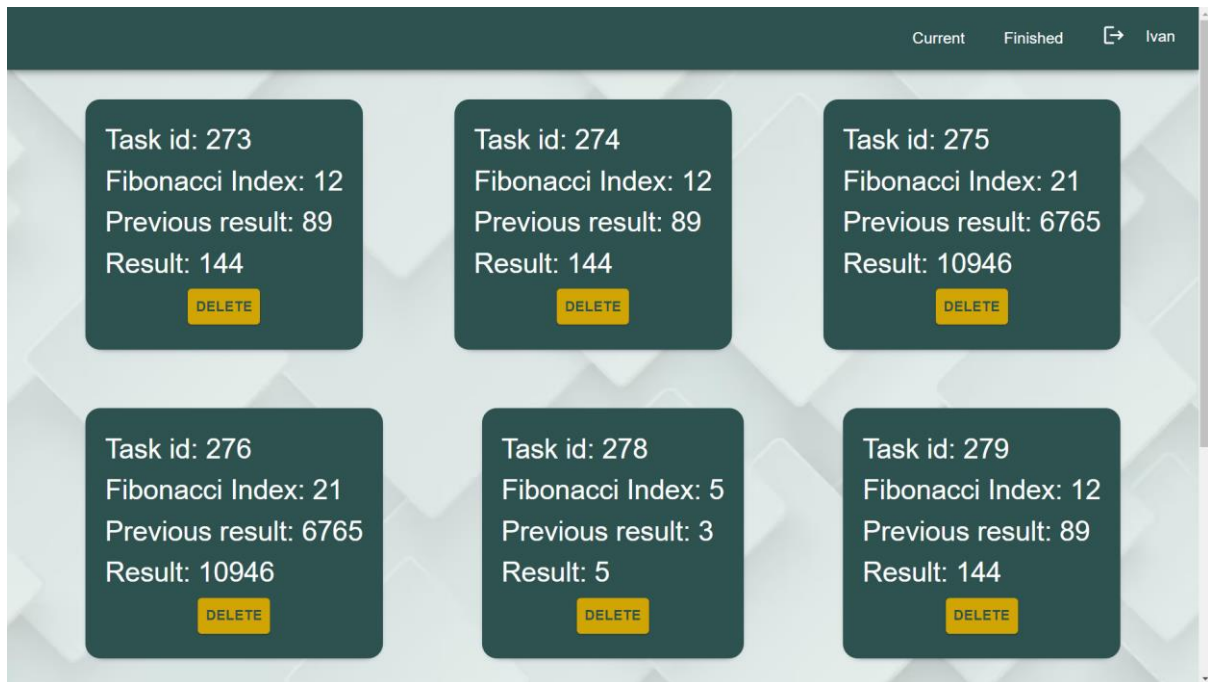 Current Finished Ivan
Task id: 273
Fibonacci Index: 12
Previous result: 89
Result: 144
DELETE
Task id: 274
Fibonacci Index: 12
Previous result: 89
Result: 144
DELETE
Task id: 275
Fibonacci Index: 21
Previous result: 6765
Result: 10946
DELETE
Task id: 276
Fibonacci Index: 21
Previous result: 6765
Result: 10946
DELETE
Task id: 278
Fibonacci Index: 5
Previous result: 3
Result: 5
DELETE
Task id: 279
Fibonacci Index: 12
Previous result: 89
Result: 144
DELETE